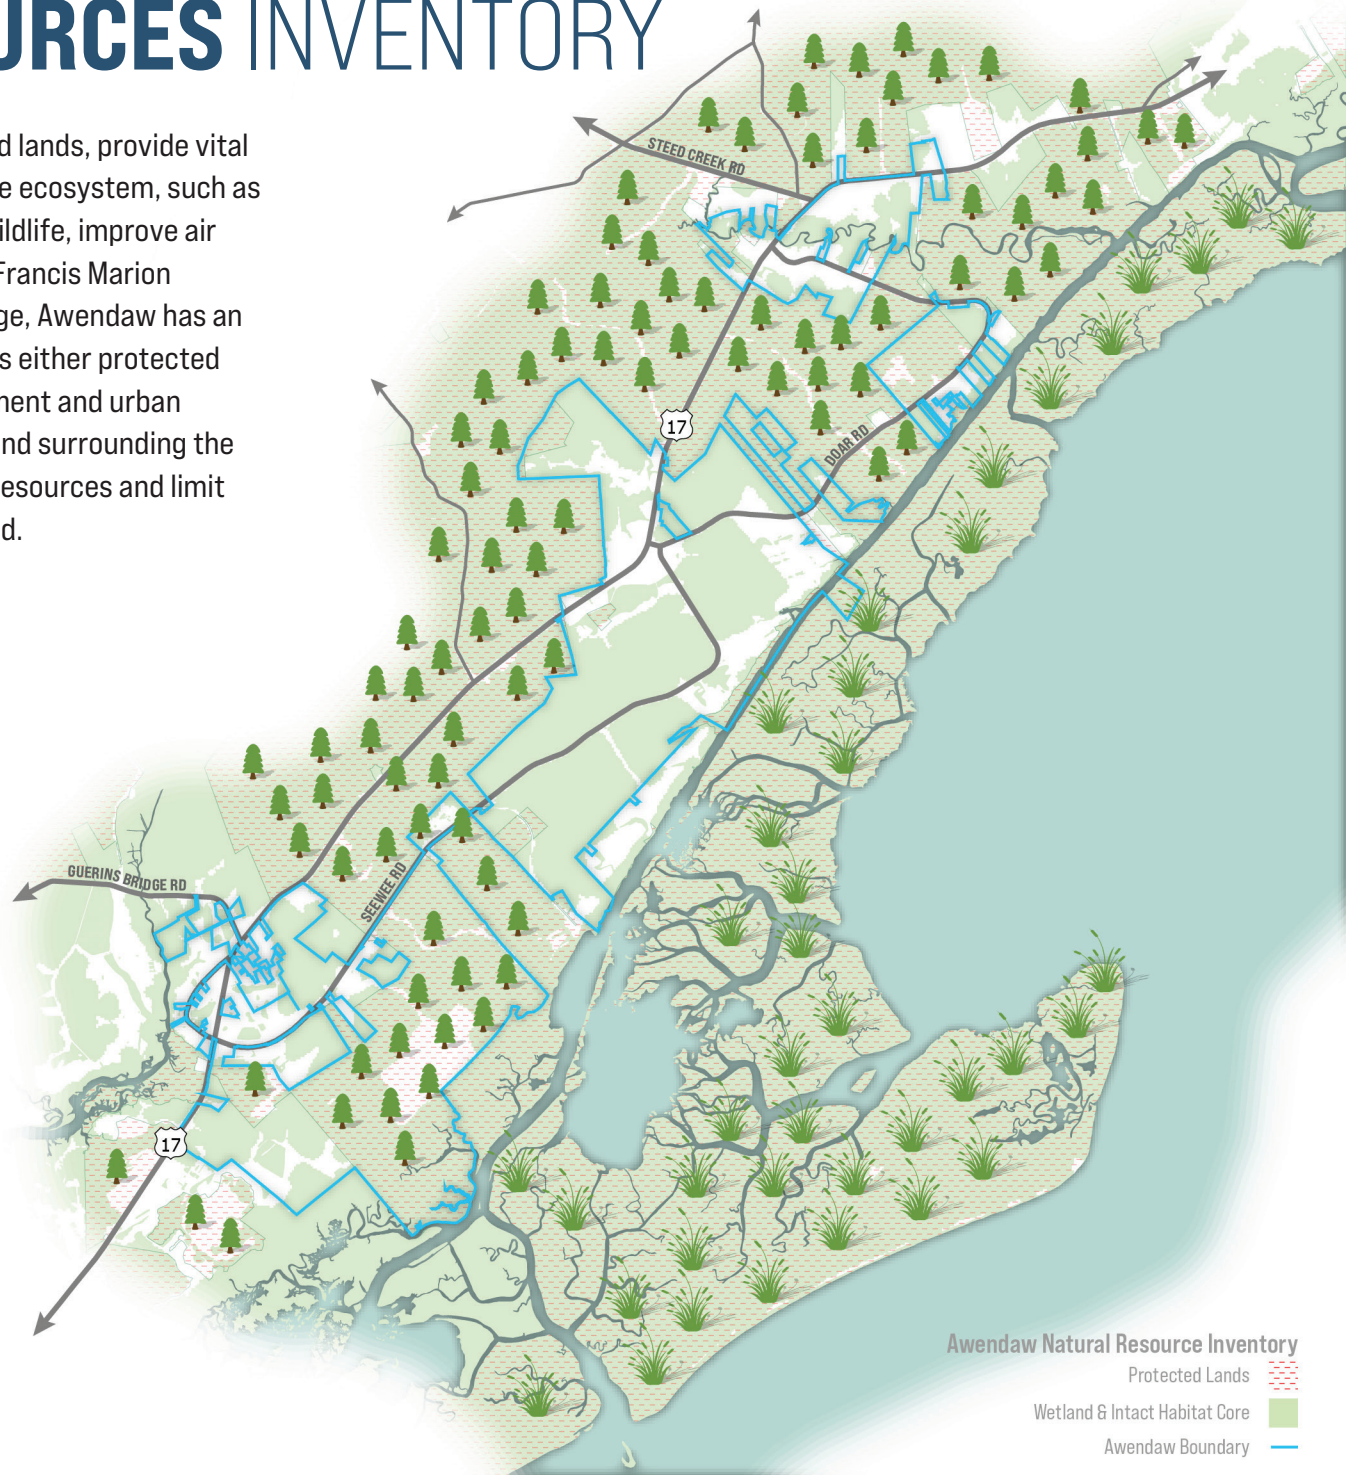 URCES INVENTORY
d lands, provide vital
e ecosystem, such as
ildlife, improve air
Francis Marion
ge, Awendaw has an
s either protected
ment and urban
nd surrounding the
esources and limit
d.
STEED CREEK RD
17
DOAR RD
GUERINS BRIDGE RD
SEEWEE RD
17
Awendaw Natural Resource Inventory
Protected Lands
Wetland & Intact Habitat Core
Awendaw Boundary